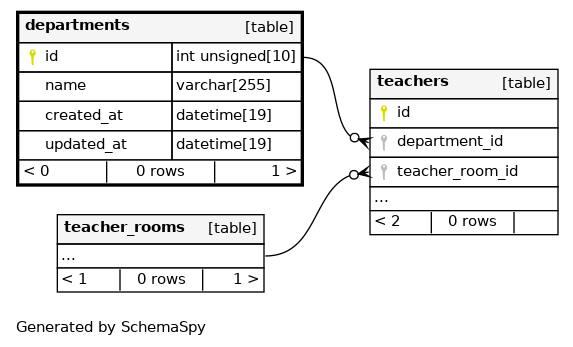 departments [table]
id int unsigned[10]
name varchar[255]
created_at datetime[19]
updated_at datetime[19]
< 0 0 rows 1 >
teachers [table]
id
department_id
teacher_room_id
...
< 2 0 rows
teacher_rooms [table]
...
< 1 0 rows 1 >
Generated by SchemaSpy